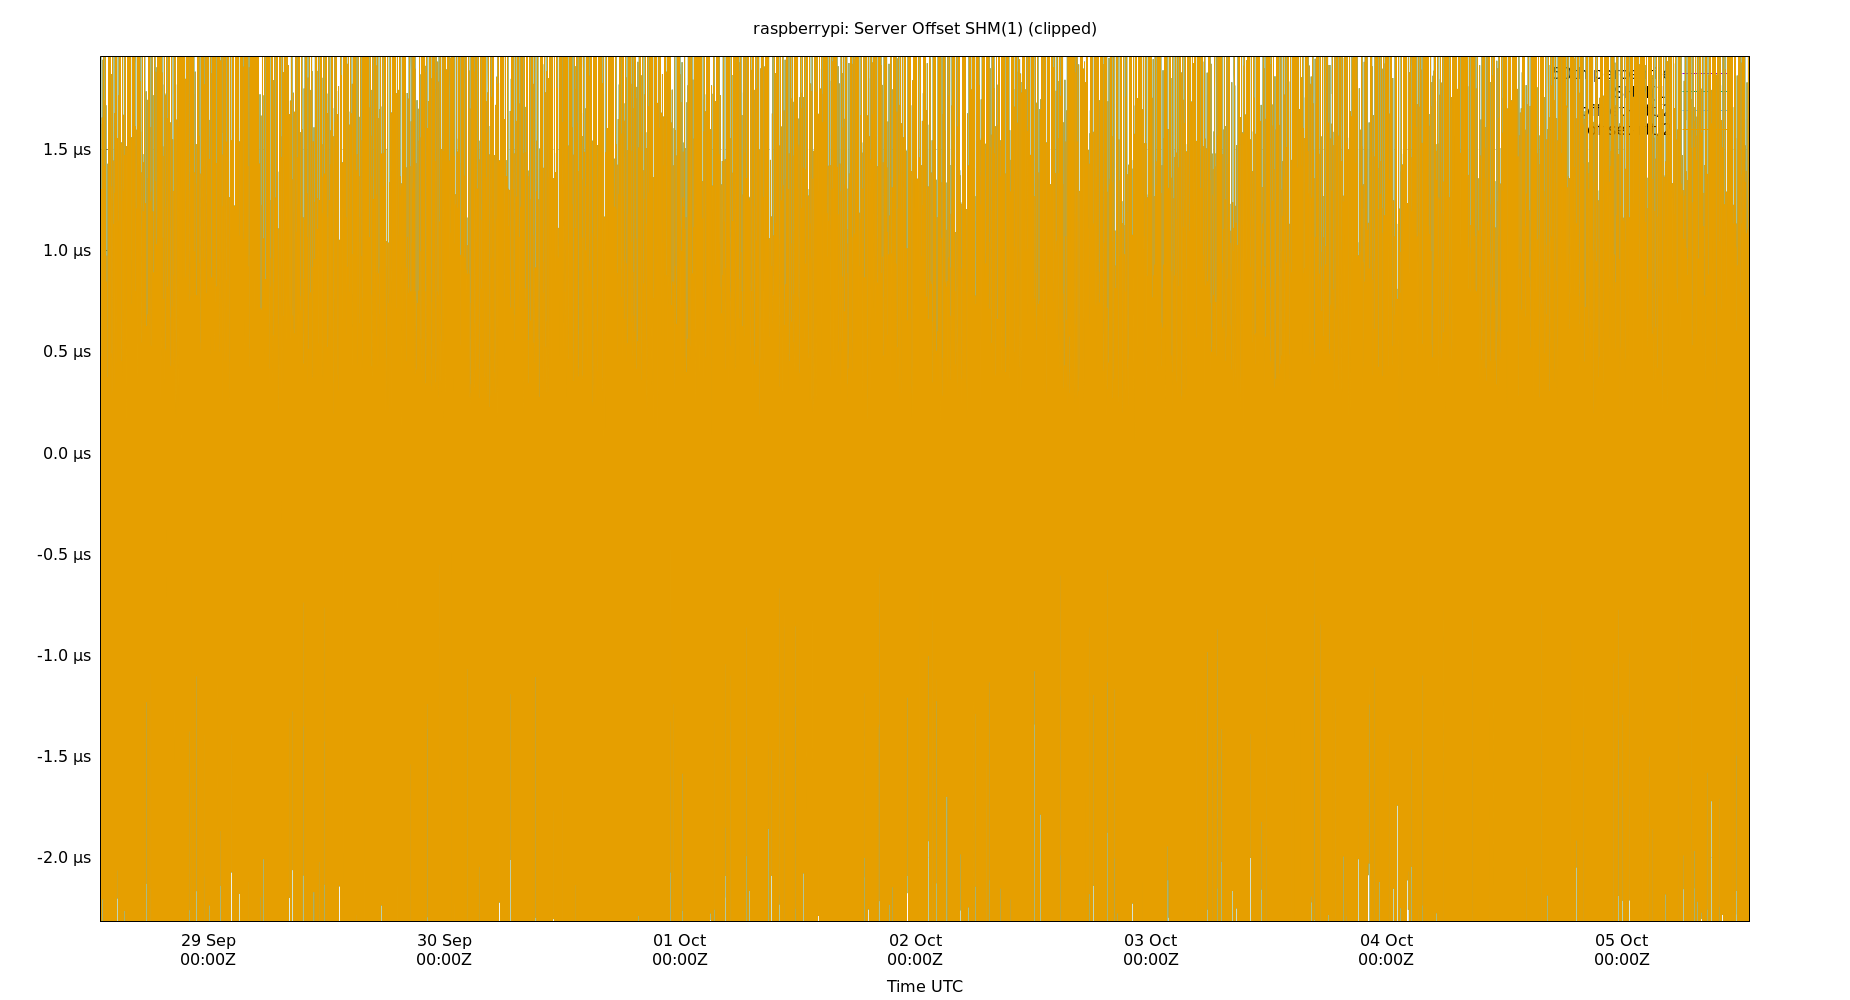 raspberrypi: Server Offset SHM(1) (clipped)
1.5 µs
1.0 µs
0.5 µs
0.0 µs
-0.5 µs
-1.0 µs
-1.5 µs
-2.0 µs
29 Sep 30 Sep 01 Oct 02 Oct 03 Oct 04 Oct 05 Oct
00:00Z 00:00Z 00:00Z 00:00Z 00:00Z 00:00Z 00:00Z
Time UTC